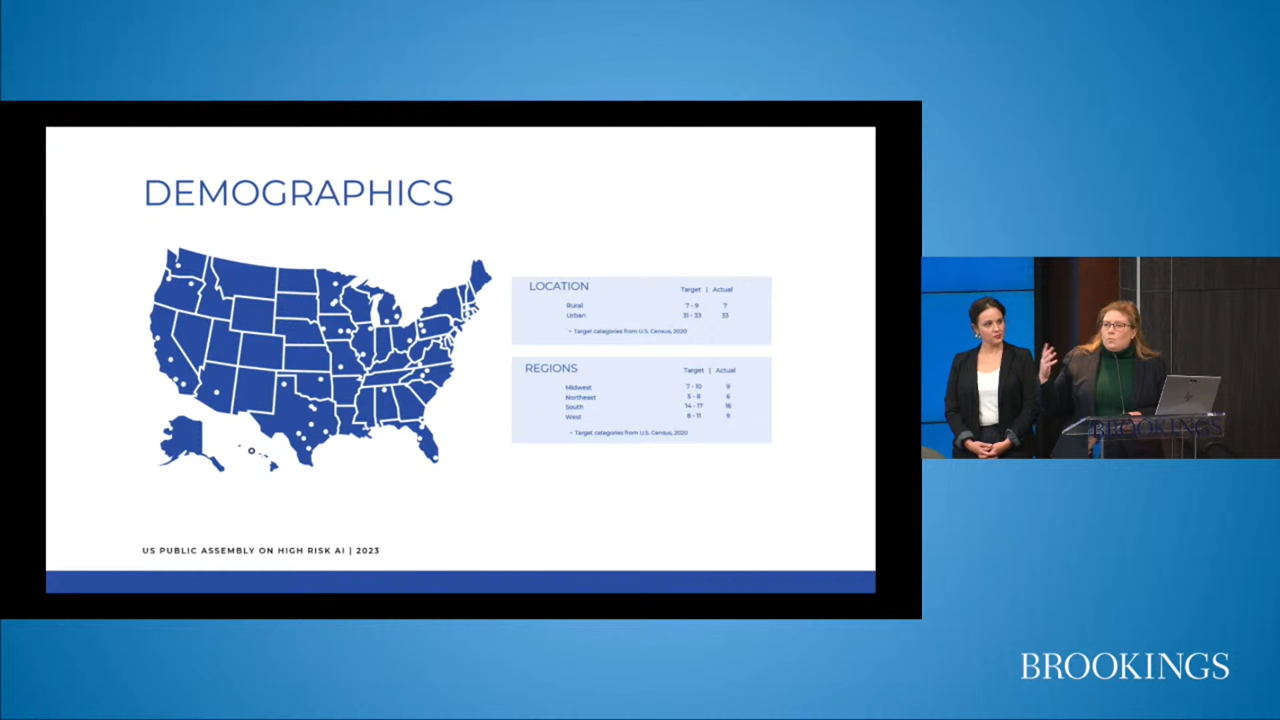 DEMOGRAPHICS
LOCATION
Target | Actual
Rural 7 - 9 7
Urban 31 - 33 33
- Target categories from U.S. Census, 2020
REGIONS
Target | Actual
Midwest 7 - 10 9
Northeast 5 - 8 6
South 14 - 17 16
West 8 - 11 9
- Target categories from U.S. Census, 2020
US PUBLIC ASSEMBLY ON HIGH RISK AI | 2023
BROOKINGS
BROOKINGS